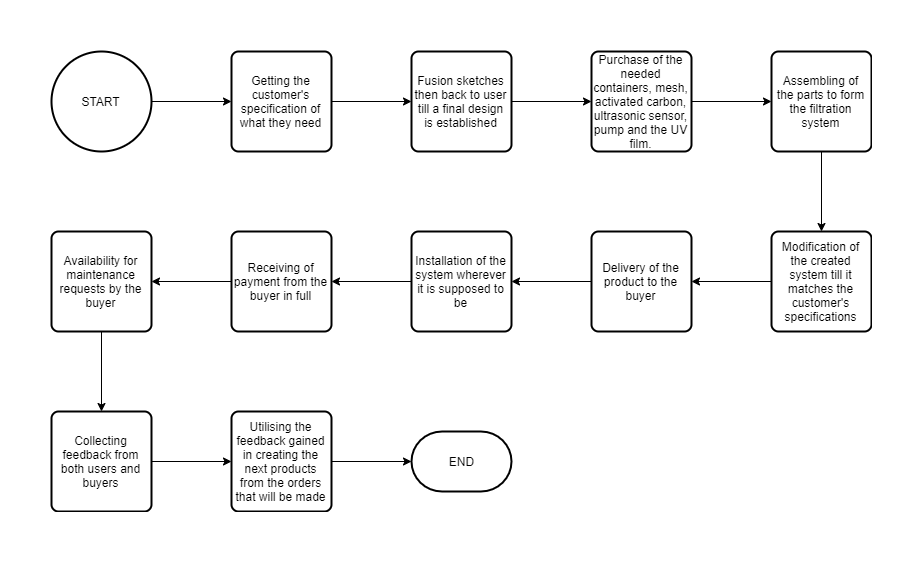 START
Getting the
customer's
specification of
what they need
Fusion sketches
then back to user
till a final design
is established
Purchase of the
needed
containers, mesh,
activated carbon,
ultrasonic sensor,
pump and the UV
film.
Assembling of
the parts to form
the filtration
system
Modification of
the created
system till it
matches the
customer's
specifications
Delivery of the
product to the
buyer
Installation of the
system wherever
it is supposed to
be
Receiving of
payment from the
buyer in full
Availability for
maintenance
requests by the
buyer
Collecting
feedback from
both users and
buyers
Utilising the
feedback gained
in creating the
next products
from the orders
that will be made
END